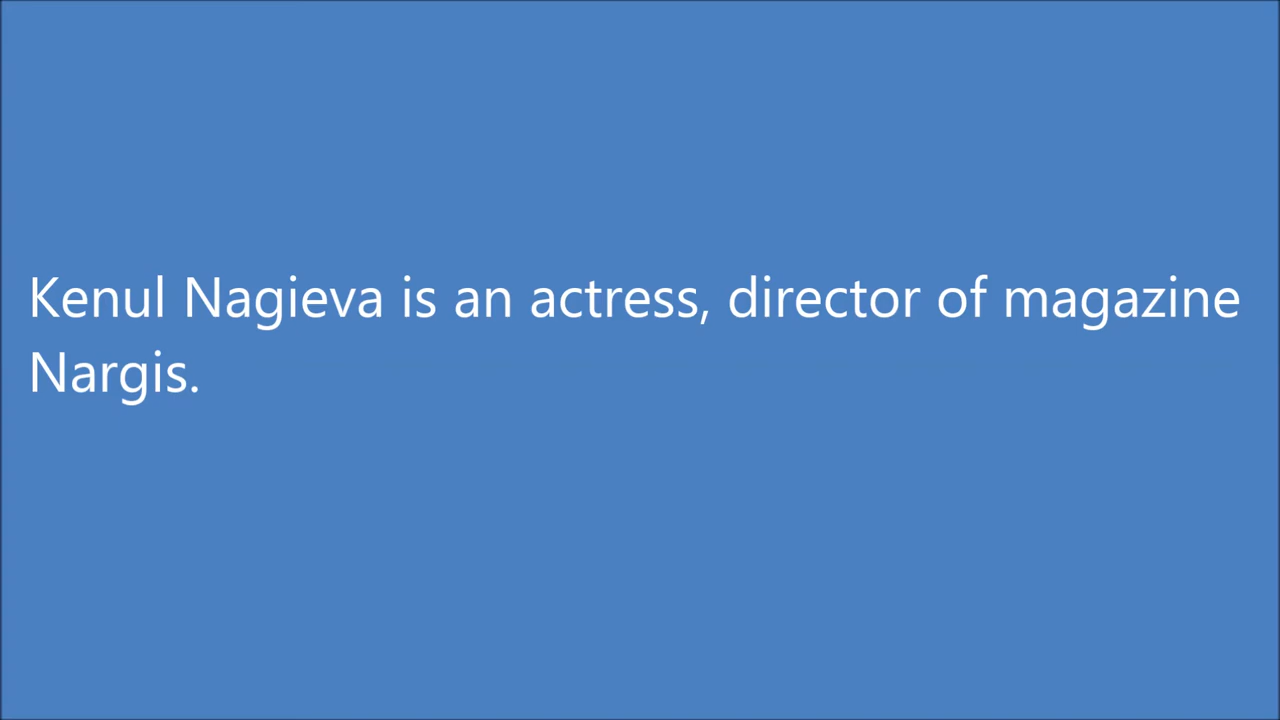 Kenul Nagieva is an actress, director of magazine
Nargis.